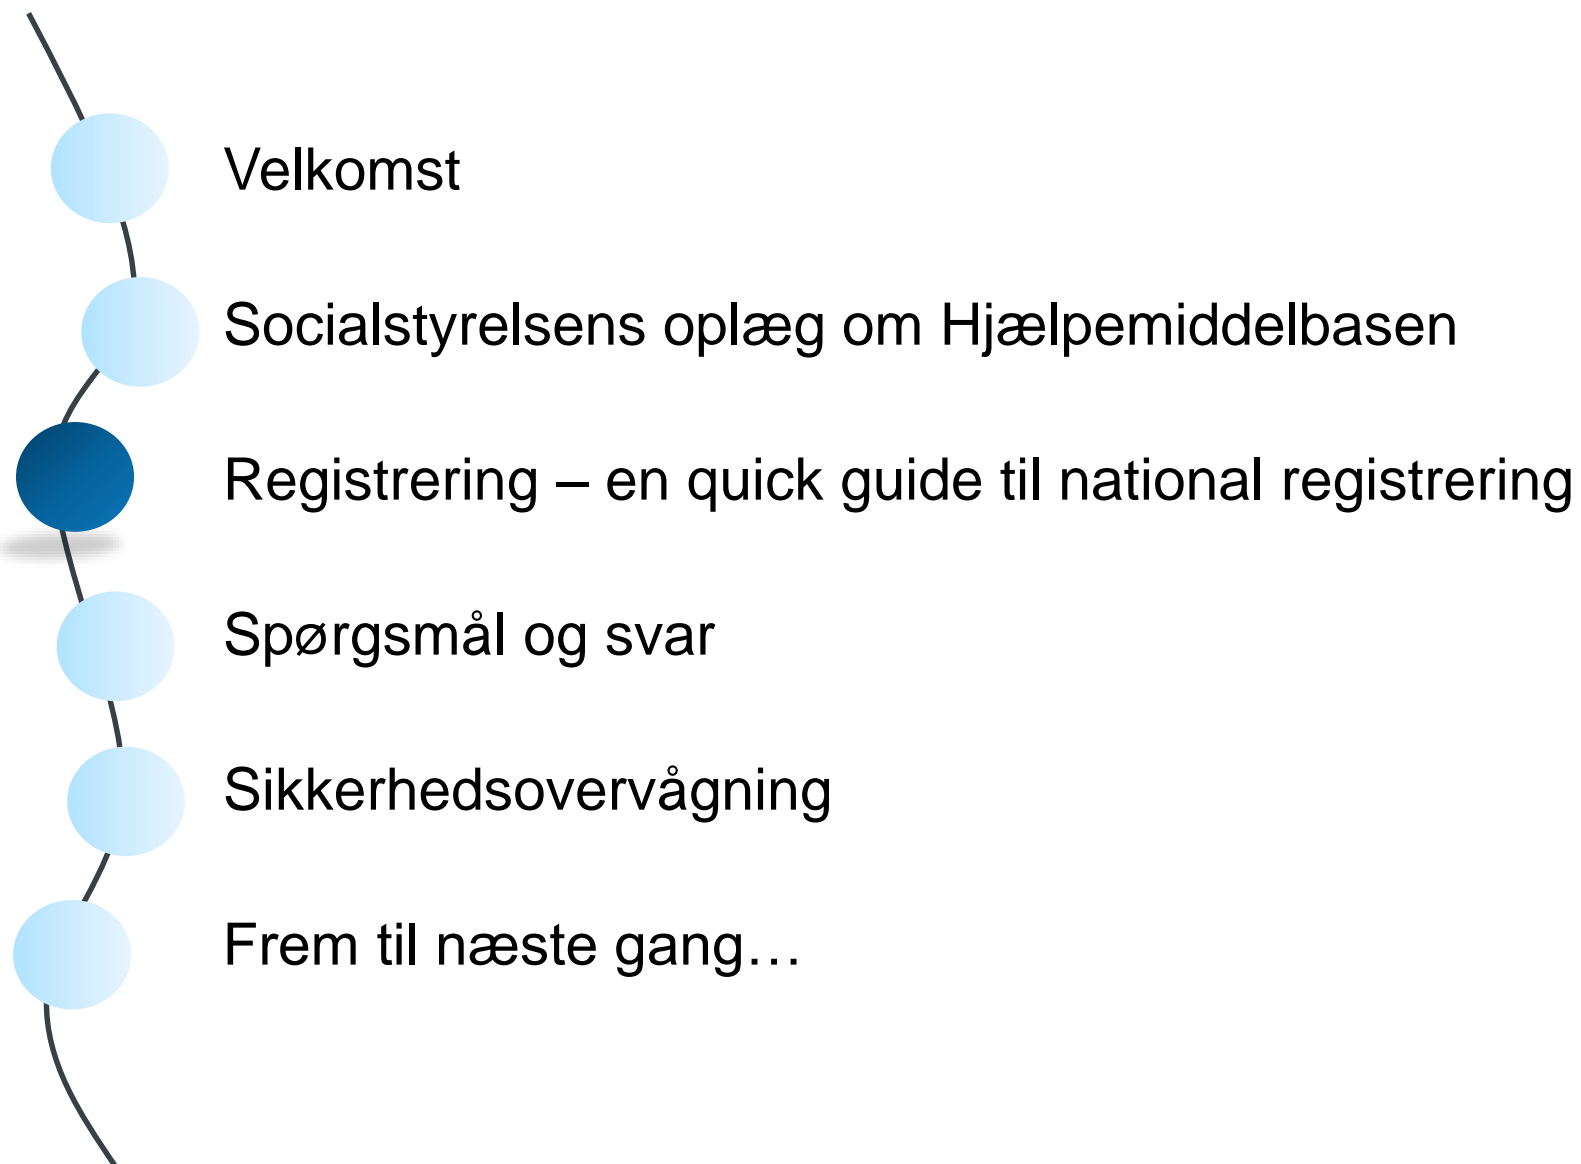 Velkomst
Socialstyrelsens oplæg om Hjælpemiddelbasen
Registrering – en quick guide til national registrering
Spørgsmål og svar
Sikkerhedsovervågning
Frem til næste gang…